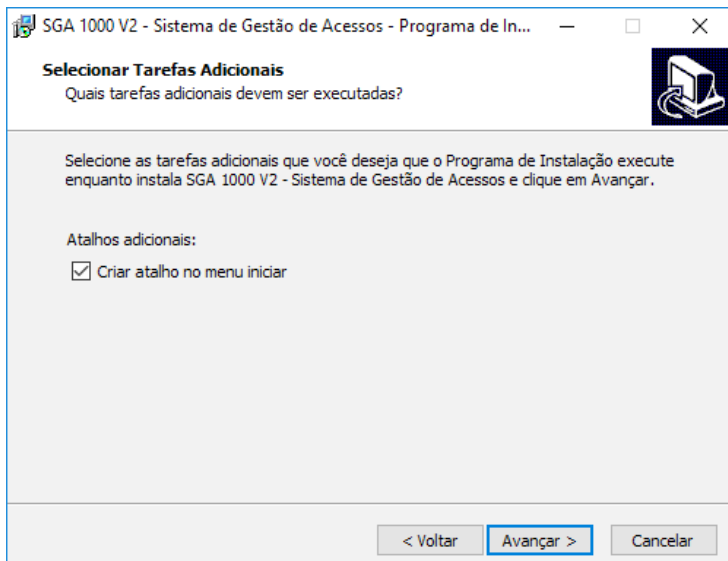 SGA 1000 V2 - Sistema de Gestão de Acessos - Programa de In...
Selecionar Tarefas Adicionais
Quais tarefas adicionais devem ser executadas?
Selecione as tarefas adicionais que você deseja que o Programa de Instalação execute
enquanto instala SGA 1000 V2 - Sistema de Gestão de Acessos e clique em Avançar.
Atalhos adicionais:
Criar atalho no menu iniciar
< Voltar Avançar > Cancelar